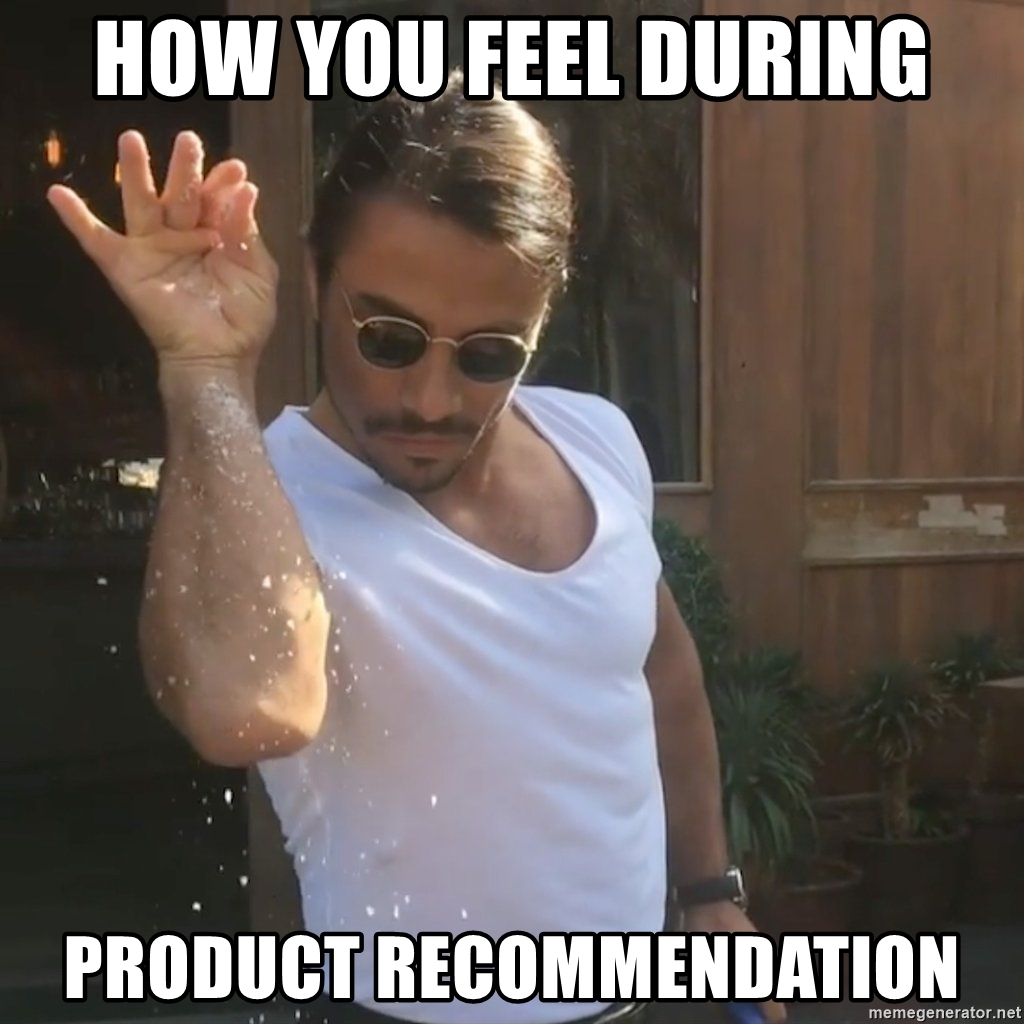 HOW YOU FEEL DURING
PRODUCT RECOMMENDATION
memegenerator.net